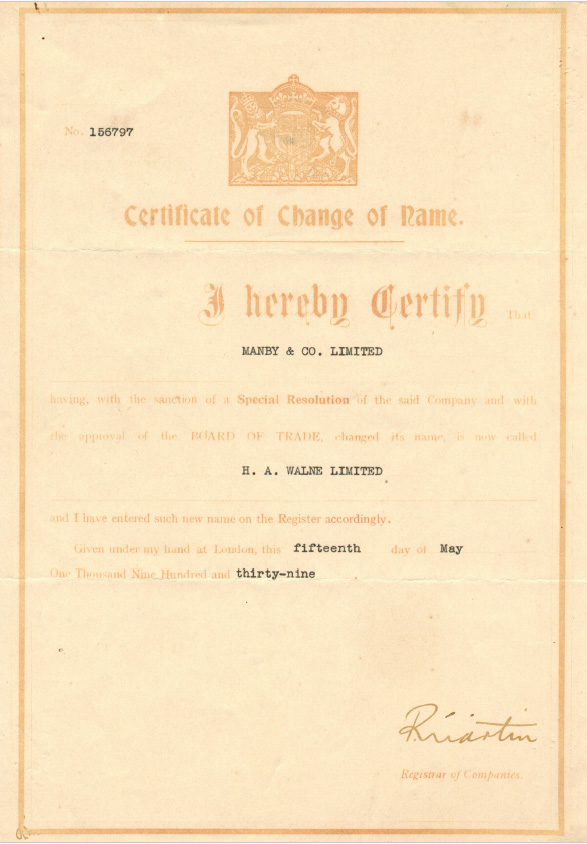 No. 156797
Certificate of Change of Name.
I hereby Certify That
MANBY & CO. LIMITED
having, with the sanction of a Special Resolution of the said Company and with
the approval of the BOARD OF TRADE, changed its name, is now called
H. A. WALNE LIMITED
and I have entered such new name on the Register accordingly.
Given under my hand at London, this fifteenth day of May
One Thousand Nine Hundred and thirty-nine
Registrar of Companies.